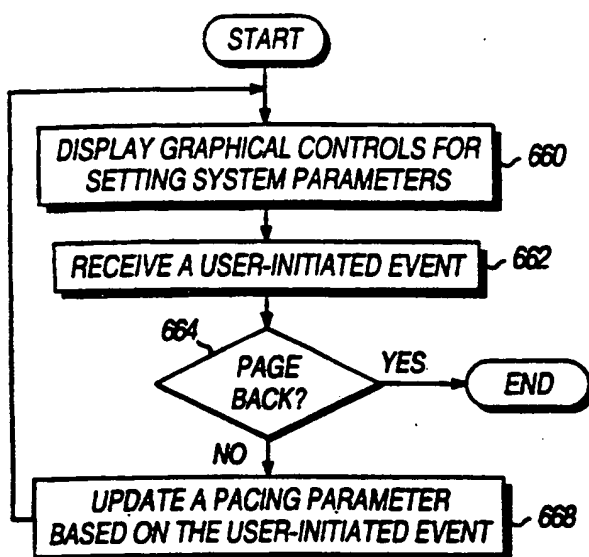 START
DISPLAY GRAPHICAL CONTROLS FOR
SETTING SYSTEM PARAMETERS
660
RECEIVE A USER-INITIATED EVENT
662
664
PAGE
BACK?
YES
END
NO
UPDATE A PACING PARAMETER
BASED ON THE USER-INITIATED EVENT
668